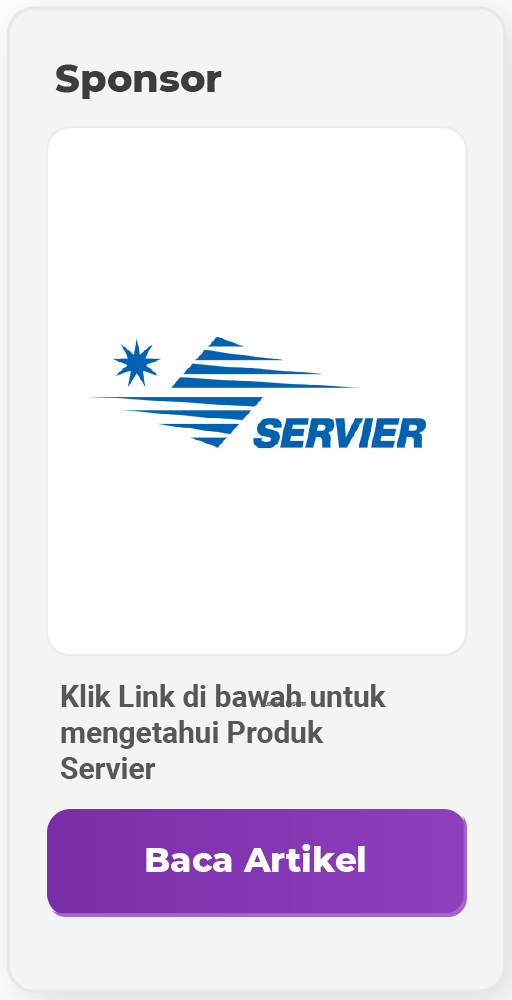 Sponsor
SERVIER
Klik Link di bawah untuk
mengetahui Produk
Servier
Baca Artikel